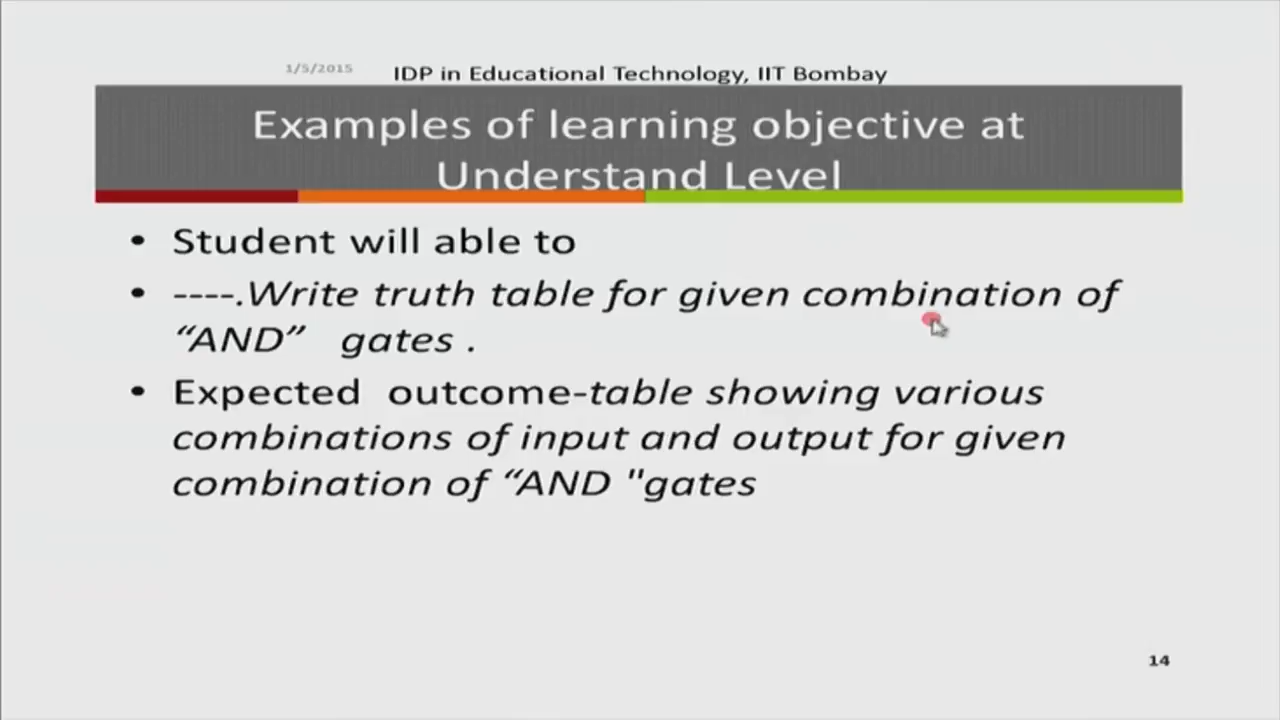 1/5/2015 IDP in Educational Technology, IIT Bombay
Examples of learning objective at
Understand Level
• Student will able to
• ----.Write truth table for given combination of
“AND” gates .
• Expected outcome-table showing various
combinations of input and output for given
combination of “AND "gates
14